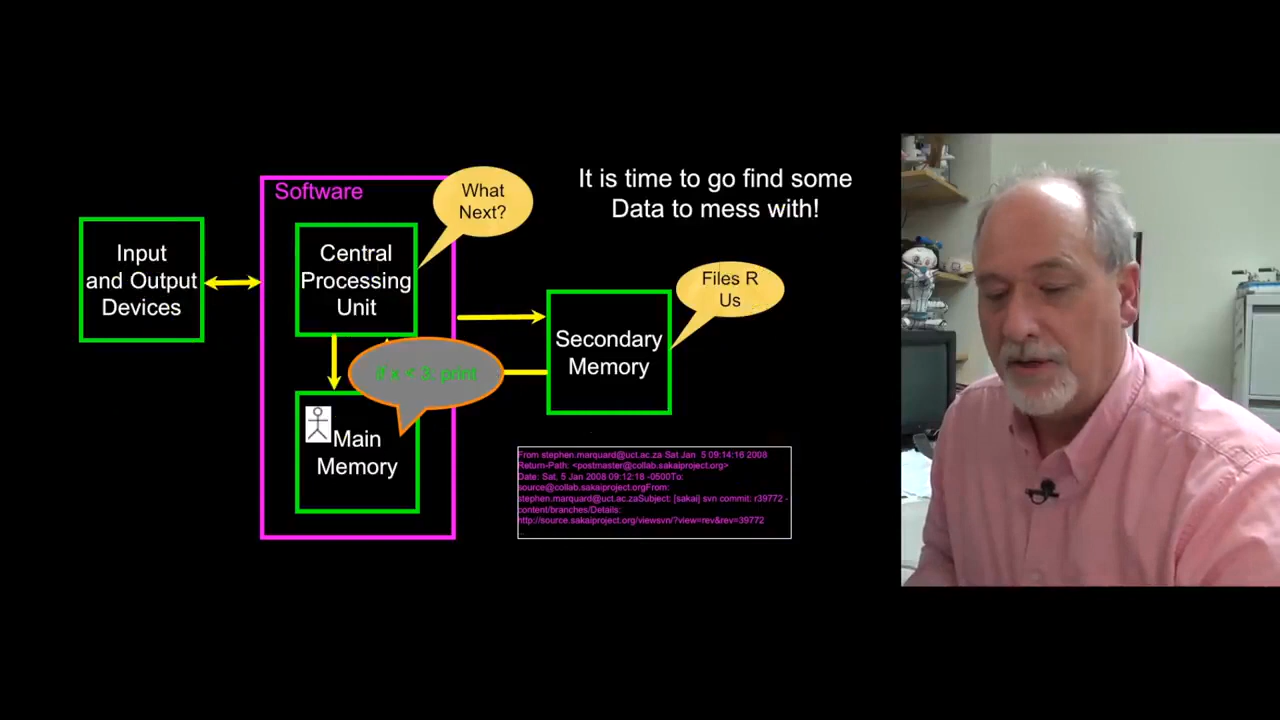 It is time to go find some
Data to mess with!
Software
What
Next?
Input
and Output
Devices
Central
Processing
Unit
Files R
Us
Secondary
Memory
if x < 3: print
Main
Memory
From stephen.marquard@uct.ac.za Sat Jan  5 09:14:16 2008
Return-Path: <postmaster@collab.sakaiproject.org>
Date: Sat, 5 Jan 2008 09:12:18 -0500To:
source@collab.sakaiproject.orgFrom:
stephen.marquard@uct.ac.zaSubject: [sakai] svn commit: r39772 -
content/branches/Details:
http://source.sakaiproject.org/viewsvn/?view=rev&rev=39772
...